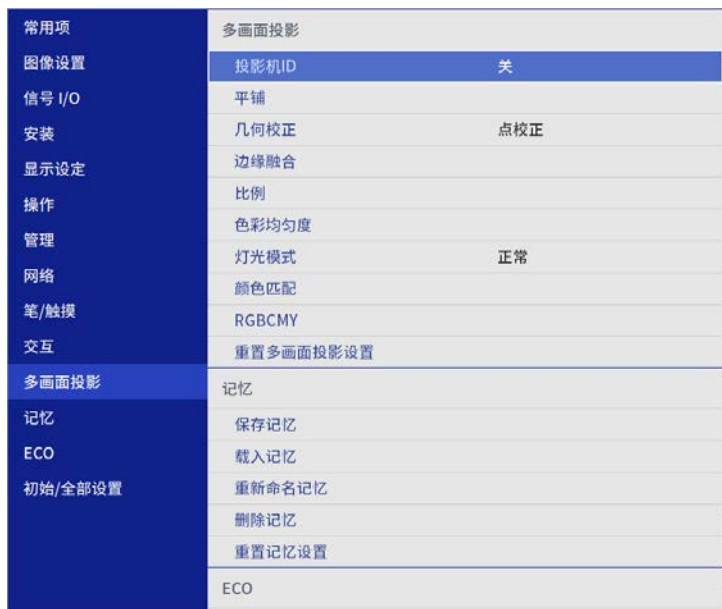 常用项
图像设置
信号 I/O
安装
显示设定
操作
管理
网络
笔/触摸
交互
多画面投影
记忆
ECO
初始/全部设置
多画面投影
投影机ID 关
平铺
几何校正 点校正
边缘融合
比例
色彩均匀度
灯光模式 正常
颜色匹配
RGBCMY
重置多画面投影设置
记忆
保存记忆
载入记忆
重新命名记忆
删除记忆
重置记忆设置
ECO